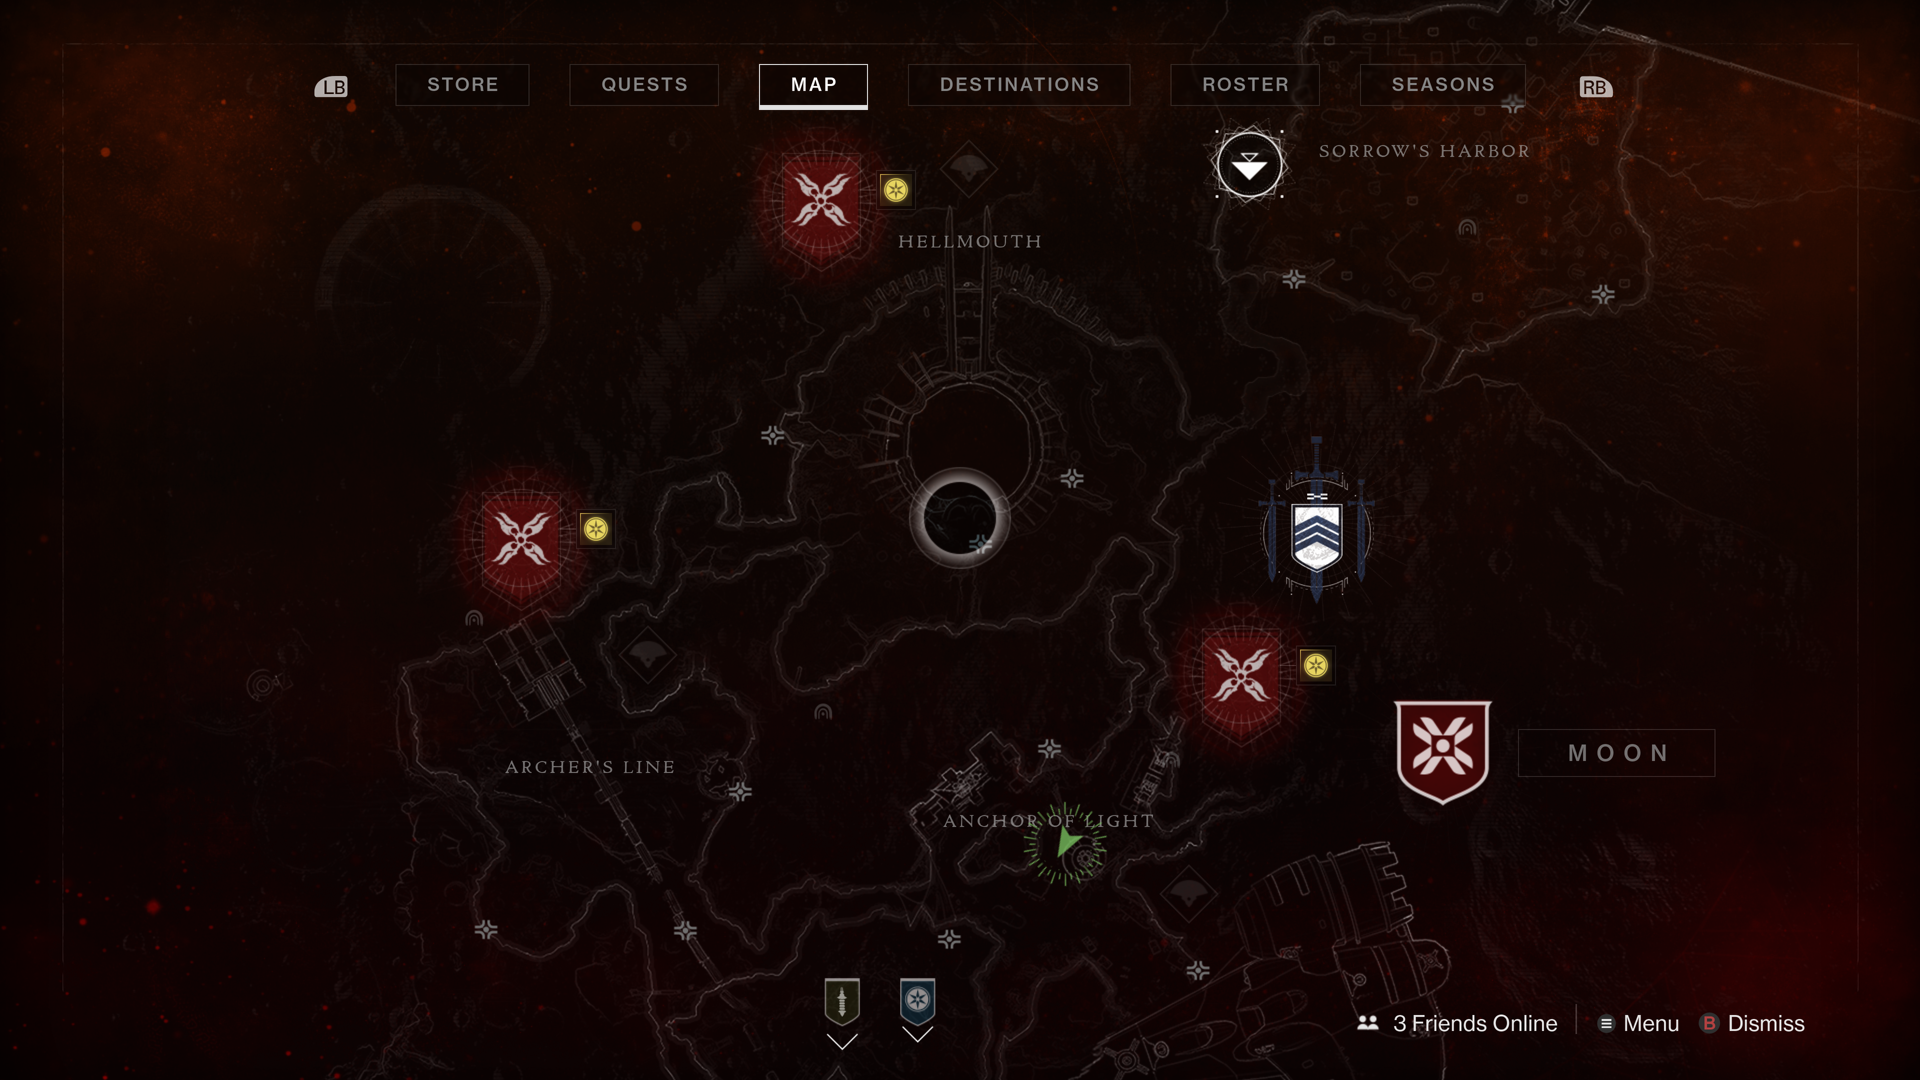 LB
STORE
QUESTS
MAP
DESTINATIONS
ROSTER
SEASONS
RB
SORROW'S HARBOR
HELLMOUTH
MOON
ARCHER'S LINE
ANCHOR OF LIGHT
3 Friends Online
Menu
B Dismiss